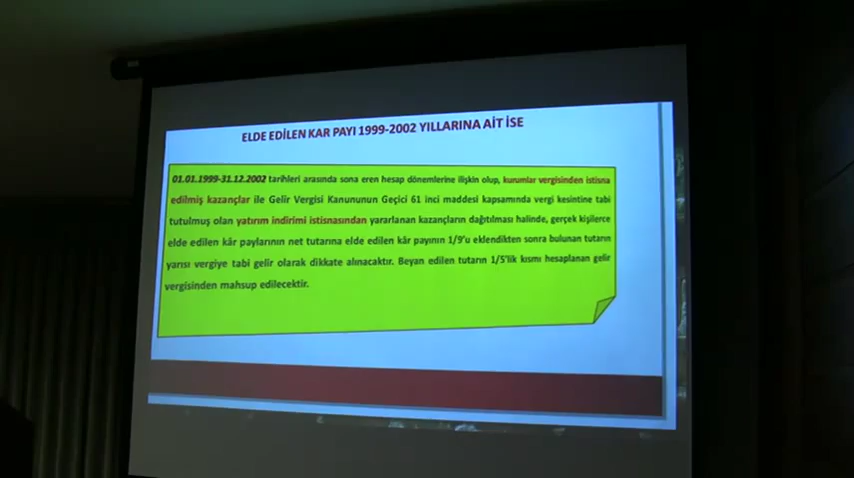 ELDE EDİLEN KAR PAYI 1999-2002 YILLARINA AİT İSE
01.01.1999-31.12.2002 tarihleri arasında sona eren hesap dönemlerine ilişkin olup, kurumlar vergisinden istisna
edilmiş kazançlar ile Gelir Vergisi Kanununun Geçici 61 inci maddesi kapsamında vergi kesintine tabi
tutulmuş olan yatırım indirimi istisnasından yararlanan kazançların dağıtılması halinde, gerçek kişilerce
elde edilen kâr paylarının net tutarına elde edilen kâr payının 1/9'u eklendikten sonra bulunan tutarın
yarısı vergiye tabi gelir olarak dikkate alınacaktır. Beyan edilen tutarın 1/5'lik kısmı hesaplanan gelir
vergisinden mahsup edilecektir.